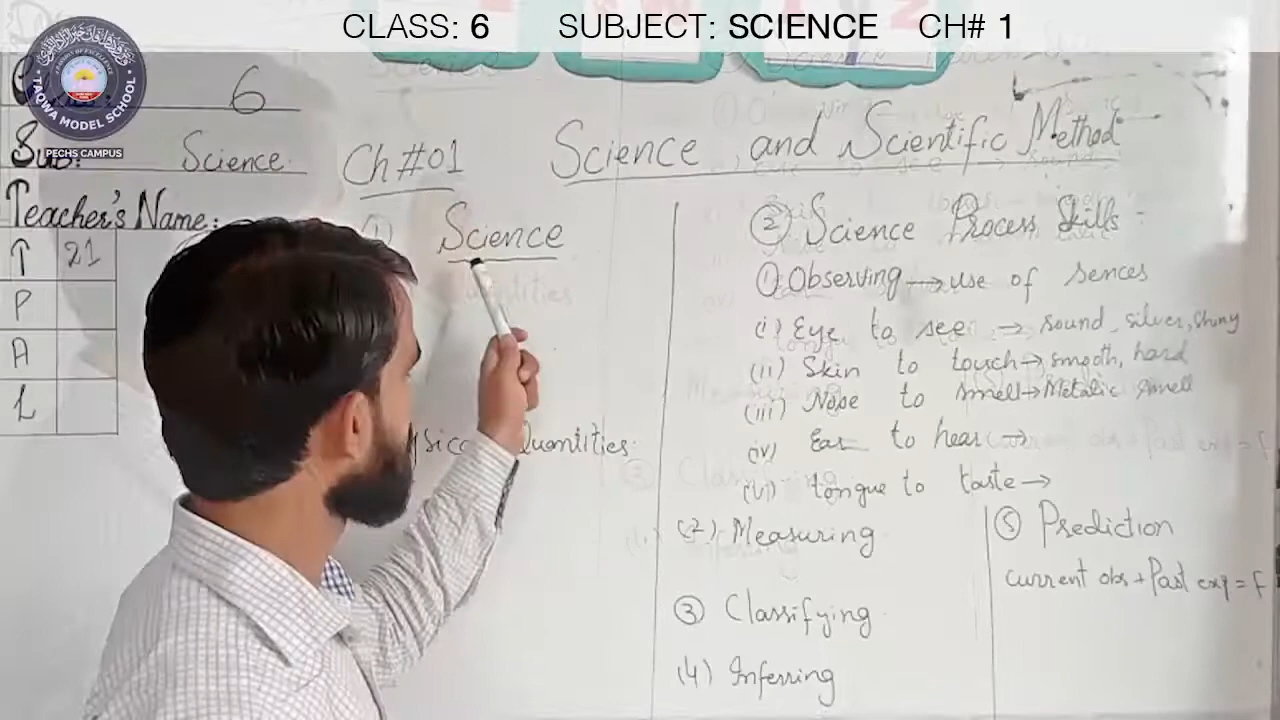 CLASS: 6 SUBJECT: SCIENCE CH# 1
TAQWA MODEL SCHOOL
PECHS CAMPUS
6
Sub: Science
Teacher's Name:
T 21
P
A
L
Ch #01 Science and Scientific Method
Science
Quantities
② Science Process Skills :
① Observing → use of sences
(i) Eye to see → sound, silver, shiny
(ii) Skin to touch → smooth, hard
(iii) Nose to smell → Metalic smell
(iv) Ear to hear →
(vi) tongue to taste →
(2) Measuring
③ Classifying
(4) Inferring
⑤ Prediction
current obs + Past exp = f